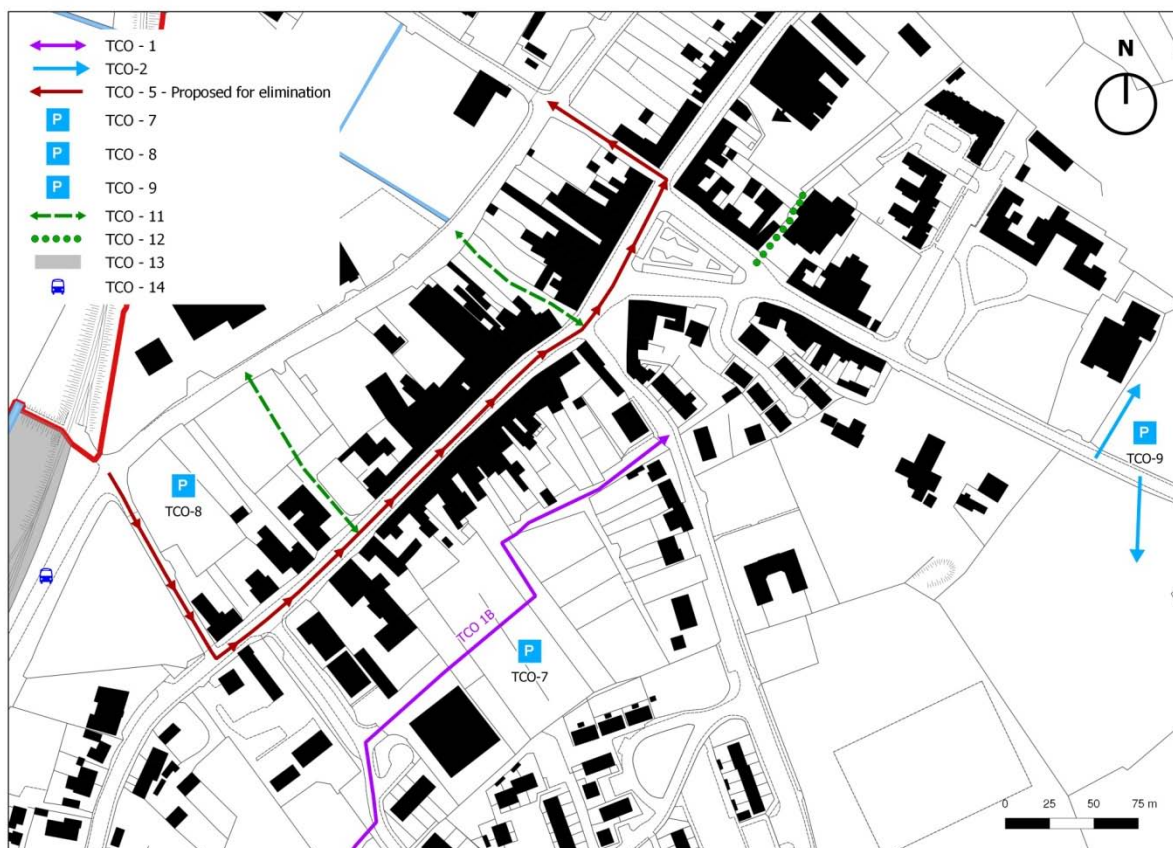 TCO - 1
TCO-2
TCO - 5 - Proposed for elimination
P TCO - 7
P TCO - 8
P TCO - 9
TCO - 11
TCO - 12
TCO - 13
TCO - 14
N
P
TCO-9
P
TCO-8
TCO 1B
P
TCO-7
0 25 50 75 m